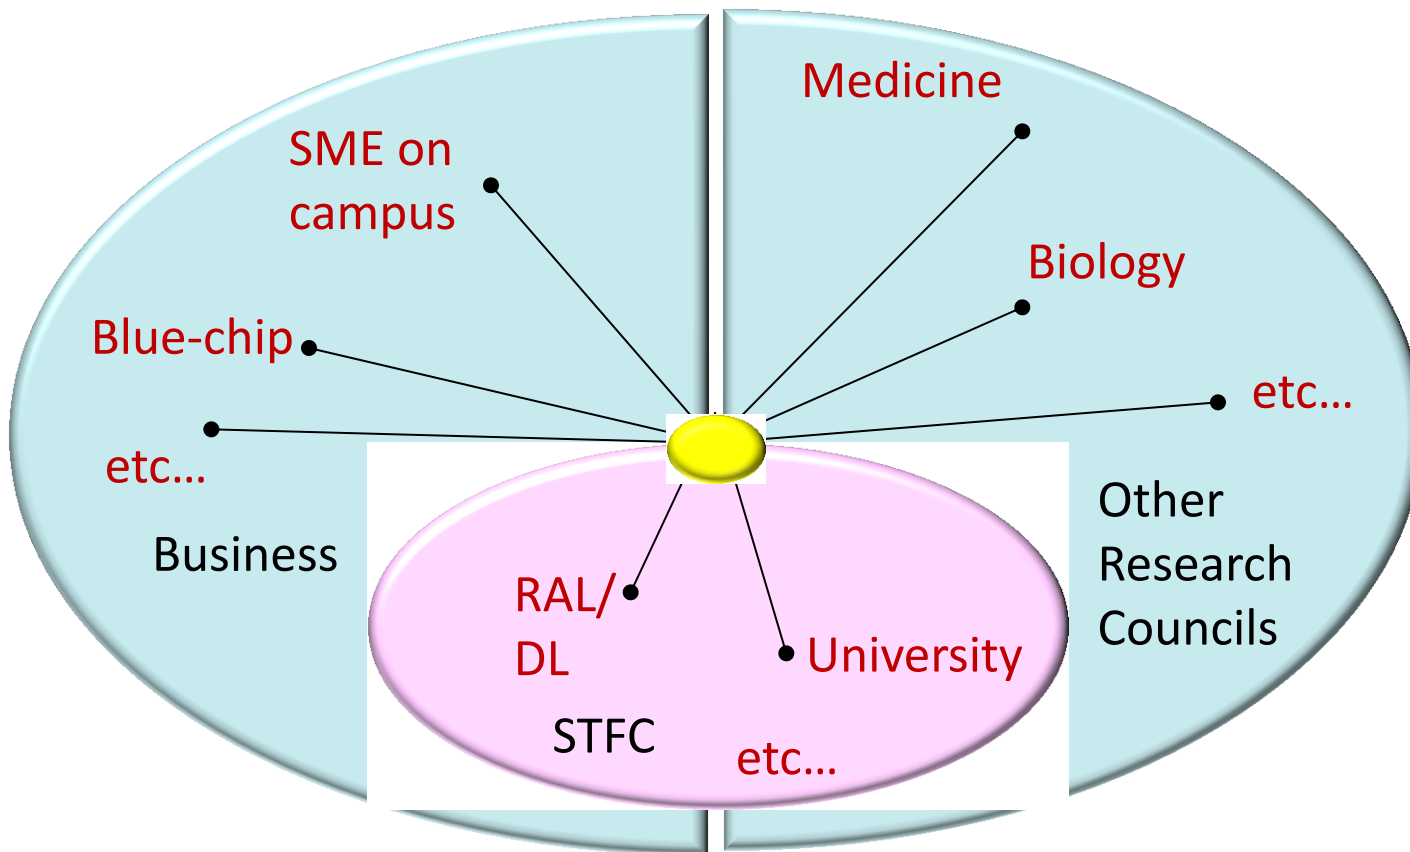 Medicine
SME on
campus
Biology
Blue-chip
etc…
etc…
Business
Other
Research
Councils
RAL/
DL
University
STFC
etc…